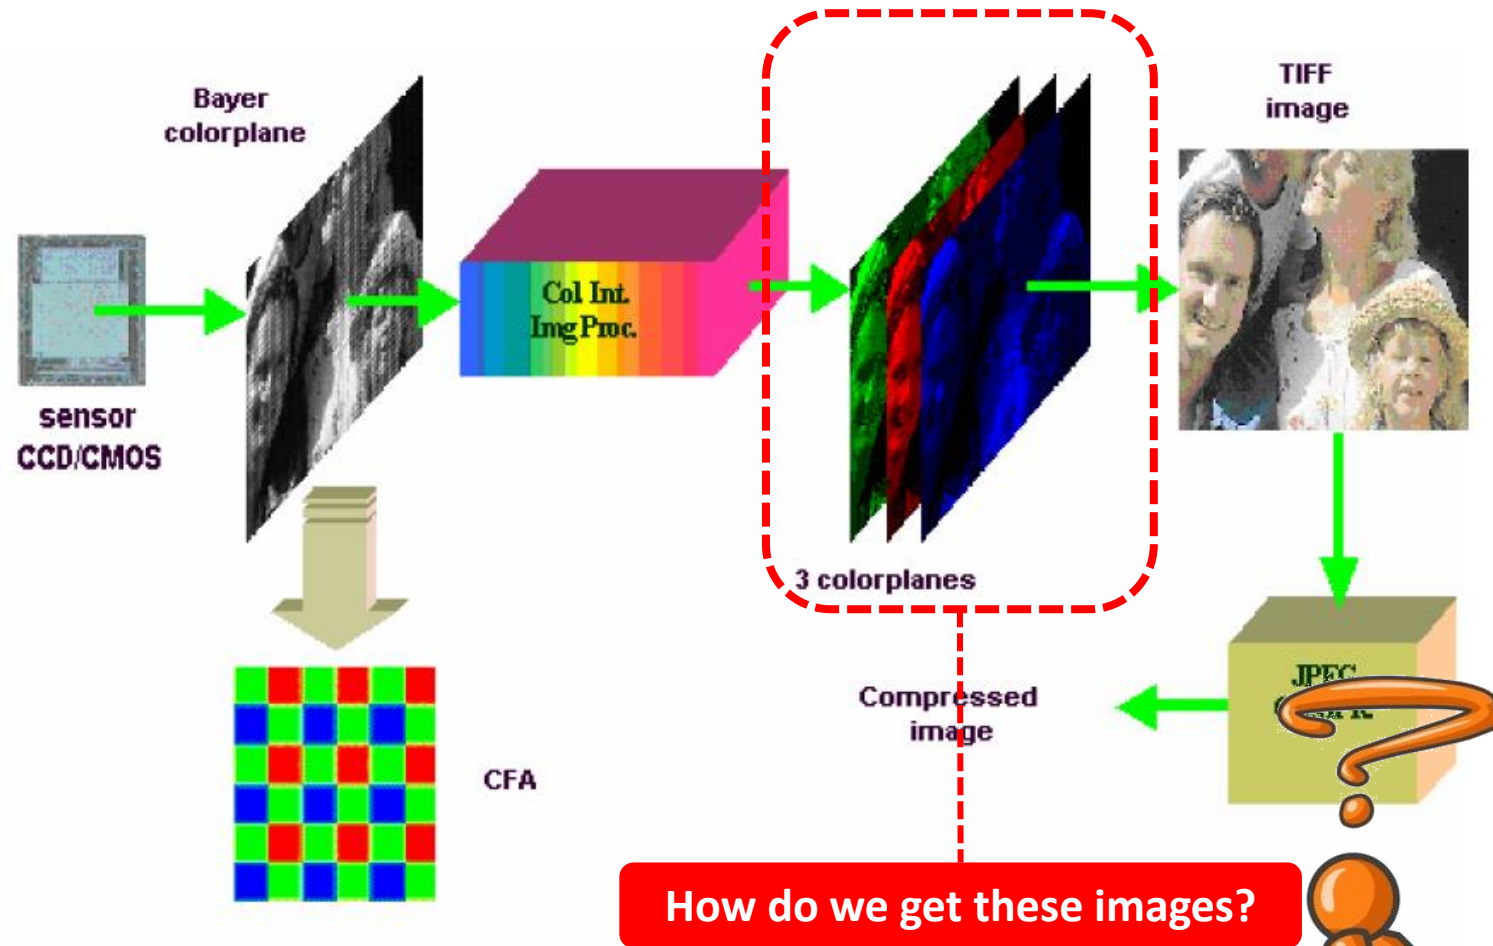 Bayer
colorplane
TIFF
image
Col Int.
Img Proc.
sensor
CCD/CMOS
3 colorplanes
Compressed
image
CFA
How do we get these images?